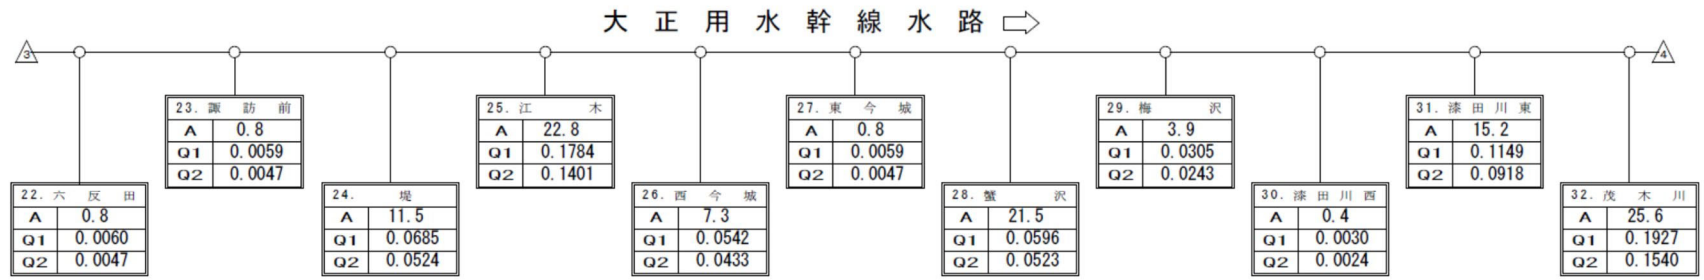 大正用水幹線水路
3
4
22. 六反田
A 0.8
Q1 0.0060
Q2 0.0047
23. 諏訪前
A 0.8
Q1 0.0059
Q2 0.0047
24. 堤
A 11.5
Q1 0.0685
Q2 0.0524
25. 江木
A 22.8
Q1 0.1784
Q2 0.1401
26. 西今城
A 7.3
Q1 0.0542
Q2 0.0433
27. 東今城
A 0.8
Q1 0.0059
Q2 0.0047
28. 蟹沢
A 21.5
Q1 0.0596
Q2 0.0523
29. 梅沢
A 3.9
Q1 0.0305
Q2 0.0243
30. 漆田川西
A 0.4
Q1 0.0030
Q2 0.0024
31. 漆田川東
A 15.2
Q1 0.1149
Q2 0.0918
32. 茂木川
A 25.6
Q1 0.1927
Q2 0.1540